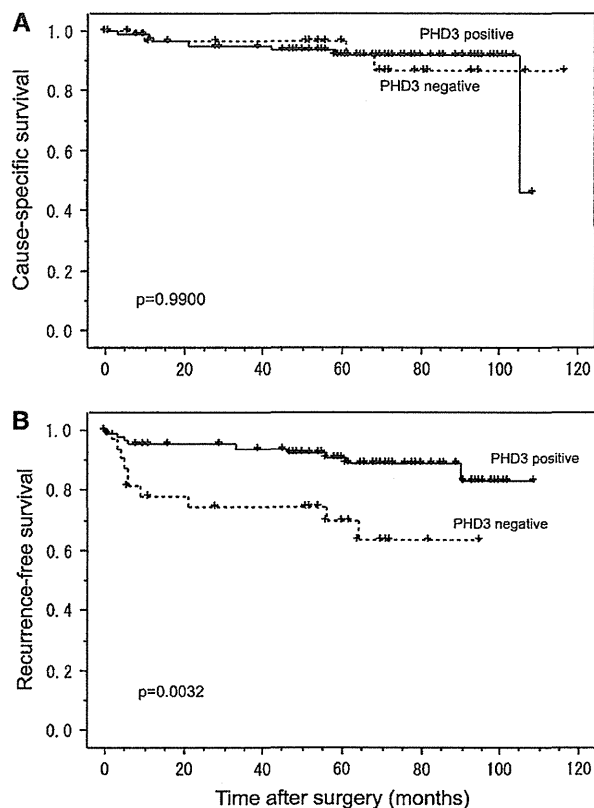 A
1. 0
0. 8
0. 6
0. 4
0. 2
0. 0
Cause-specific survival
PHD3 positive
PHD3 negative
p=0.9900
0 20 40 60 80 100 120
B
1. 0
0. 8
0. 6
0. 4
0. 2
0. 0
Recurrence-free survival
PHD3 positive
PHD3 negative
p=0.0032
0 20 40 60 80 100 120
Time after surgery (months)